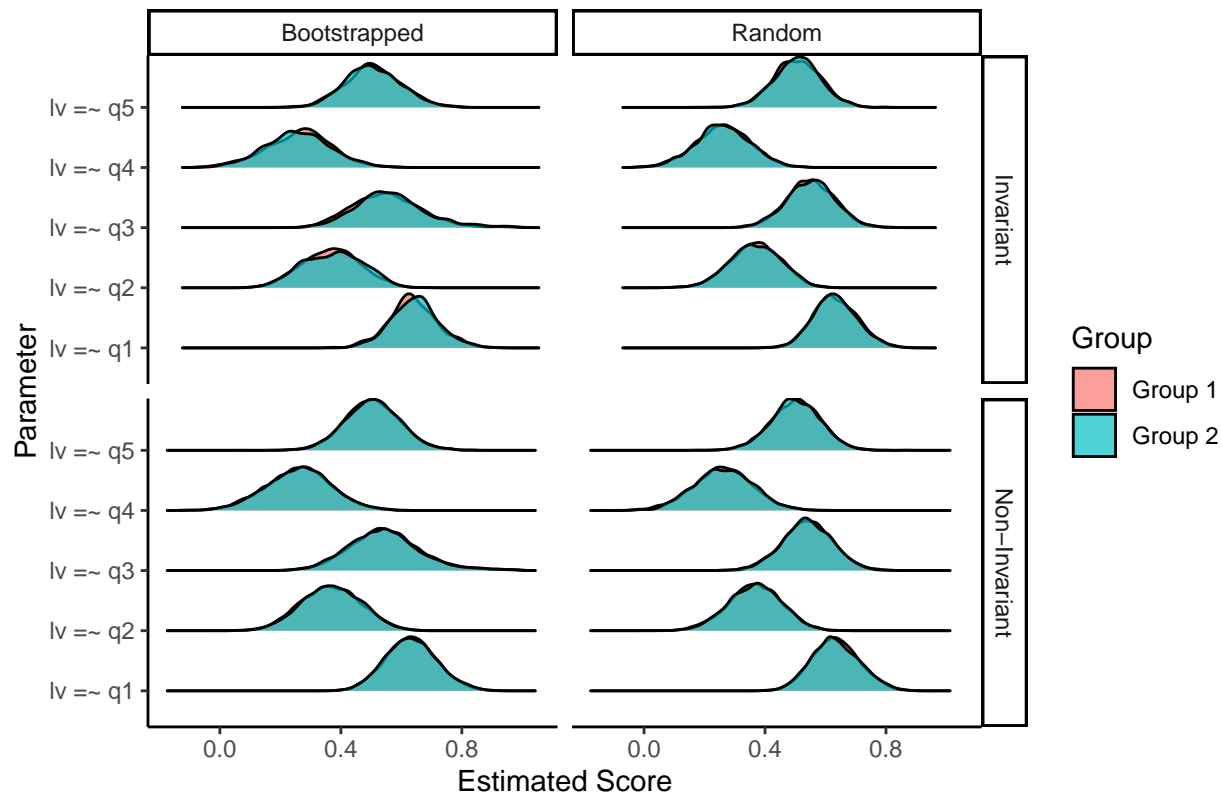 Bootstrapped
Random
lv =~ q5
lv =~ q4
lv =~ q3
lv =~ q2
lv =~ q1
Invariant
lv =~ q5
lv =~ q4
lv =~ q3
lv =~ q2
lv =~ q1
Non−Invariant
Parameter
0.0 0.4 0.8
0.0 0.4 0.8
Estimated Score
Group
Group 1
Group 2